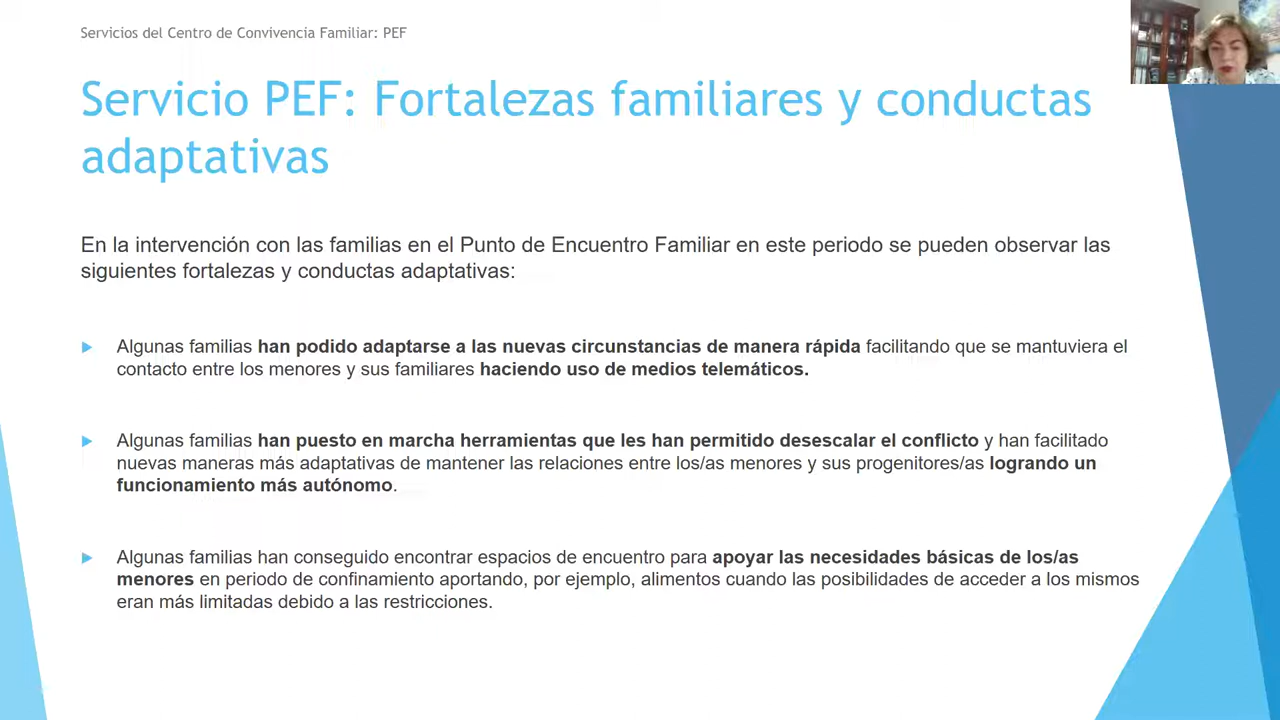 Servicios del Centro de Convivencia Familiar: PEF
Servicio PEF: Fortalezas familiares y conductas
adaptativas
En la intervención con las familias en el Punto de Encuentro Familiar en este periodo se pueden observar las
siguientes fortalezas y conductas adaptativas:
Algunas familias han podido adaptarse a las nuevas circunstancias de manera rápida facilitando que se mantuviera el
contacto entre los menores y sus familiares haciendo uso de medios telemáticos.
Algunas familias han puesto en marcha herramientas que les han permitido desescalar el conflicto y han facilitado
nuevas maneras más adaptativas de mantener las relaciones entre los/as menores y sus progenitores/as logrando un
funcionamiento más autónomo.
Algunas familias han conseguido encontrar espacios de encuentro para apoyar las necesidades básicas de los/as
menores en periodo de confinamiento aportando, por ejemplo, alimentos cuando las posibilidades de acceder a los mismos
eran más limitadas debido a las restricciones.